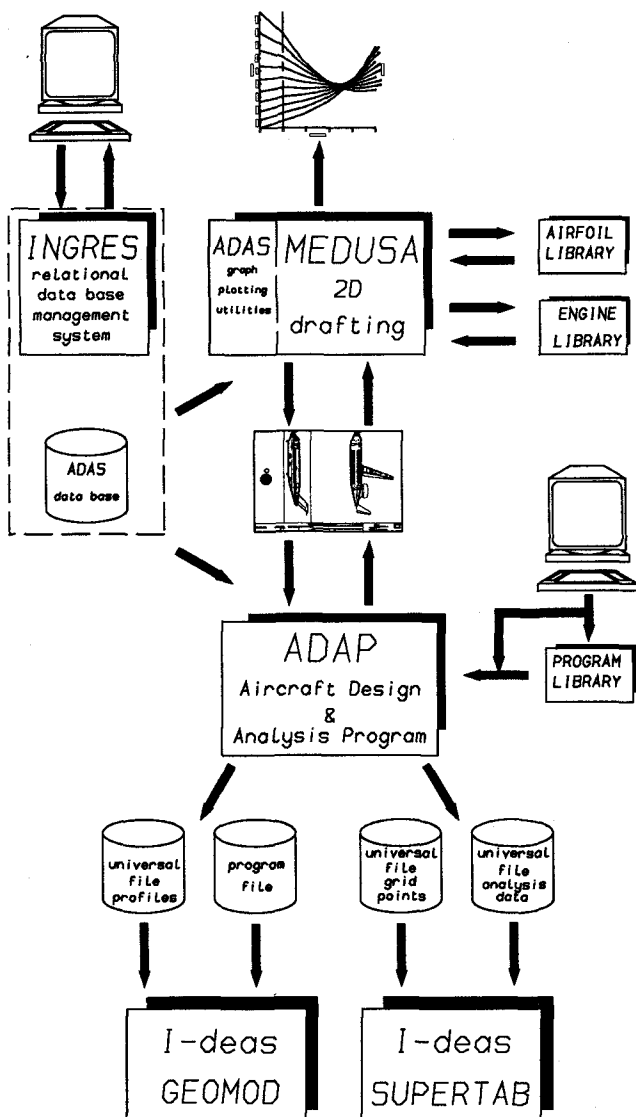 INGRES
relational
data base
management
system
ADAS
graph
plotting
utilities
MEDUSA
2D
drafting
AIRFOIL
LIBRARY
ENGINE
LIBRARY
ADAS
data base
ADAP
Aircraft Design
&
Analysis Program
PROGRAM
LIBRARY
universal
file
profiles
program
file
universal
file
grid
points
universal
file
analysis
data
I-deas
GEOMOD
I-deas
SUPERTAB